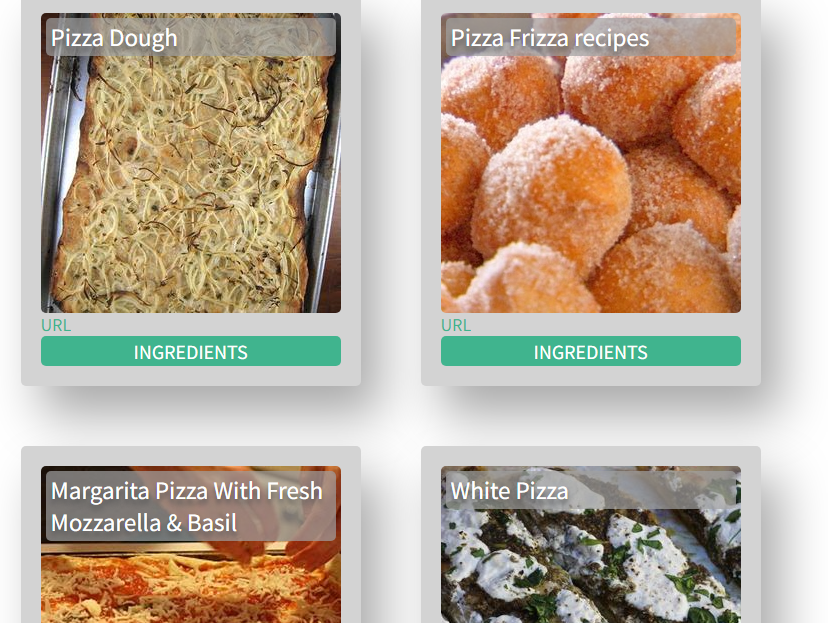 Pizza Dough
Pizza Frizza recipes
URL
URL
INGREDIENTS
INGREDIENTS
Margarita Pizza With Fresh
Mozzarella & Basil
White Pizza